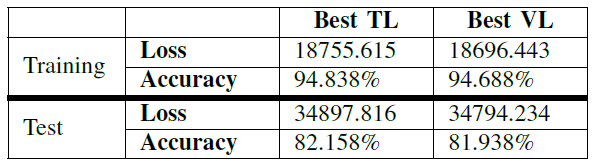 Best TL Best VL
Training Loss 18755.615 18696.443
Accuracy 94.838% 94.688%
Test Loss 34897.816 34794.234
Accuracy 82.158% 81.938%